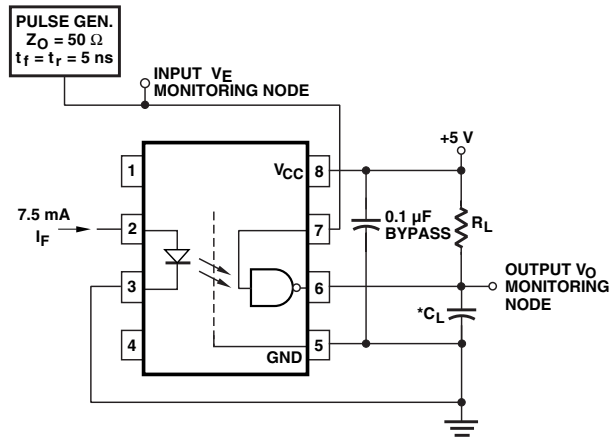 PULSE GEN.
Z_O = 50 Ω
t_f = t_r = 5 ns
INPUT V_E
MONITORING NODE
+5 V
1
V_CC
8
7.5 mA
I_F
2
7
0.1 µF
BYPASS
R_L
3
6
OUTPUT V_O
MONITORING
NODE
*C_L
4
GND
5